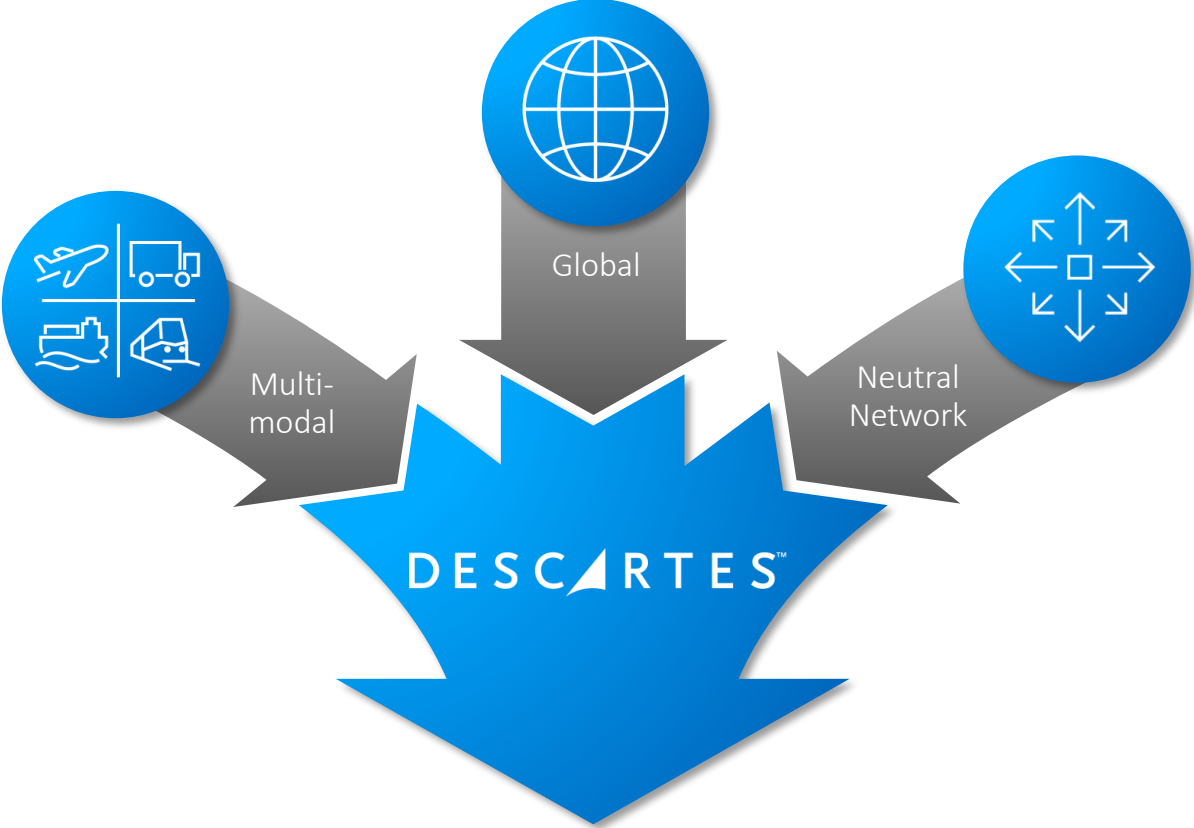 Global
Multi-
modal
Neutral
Network
DESCARTES™